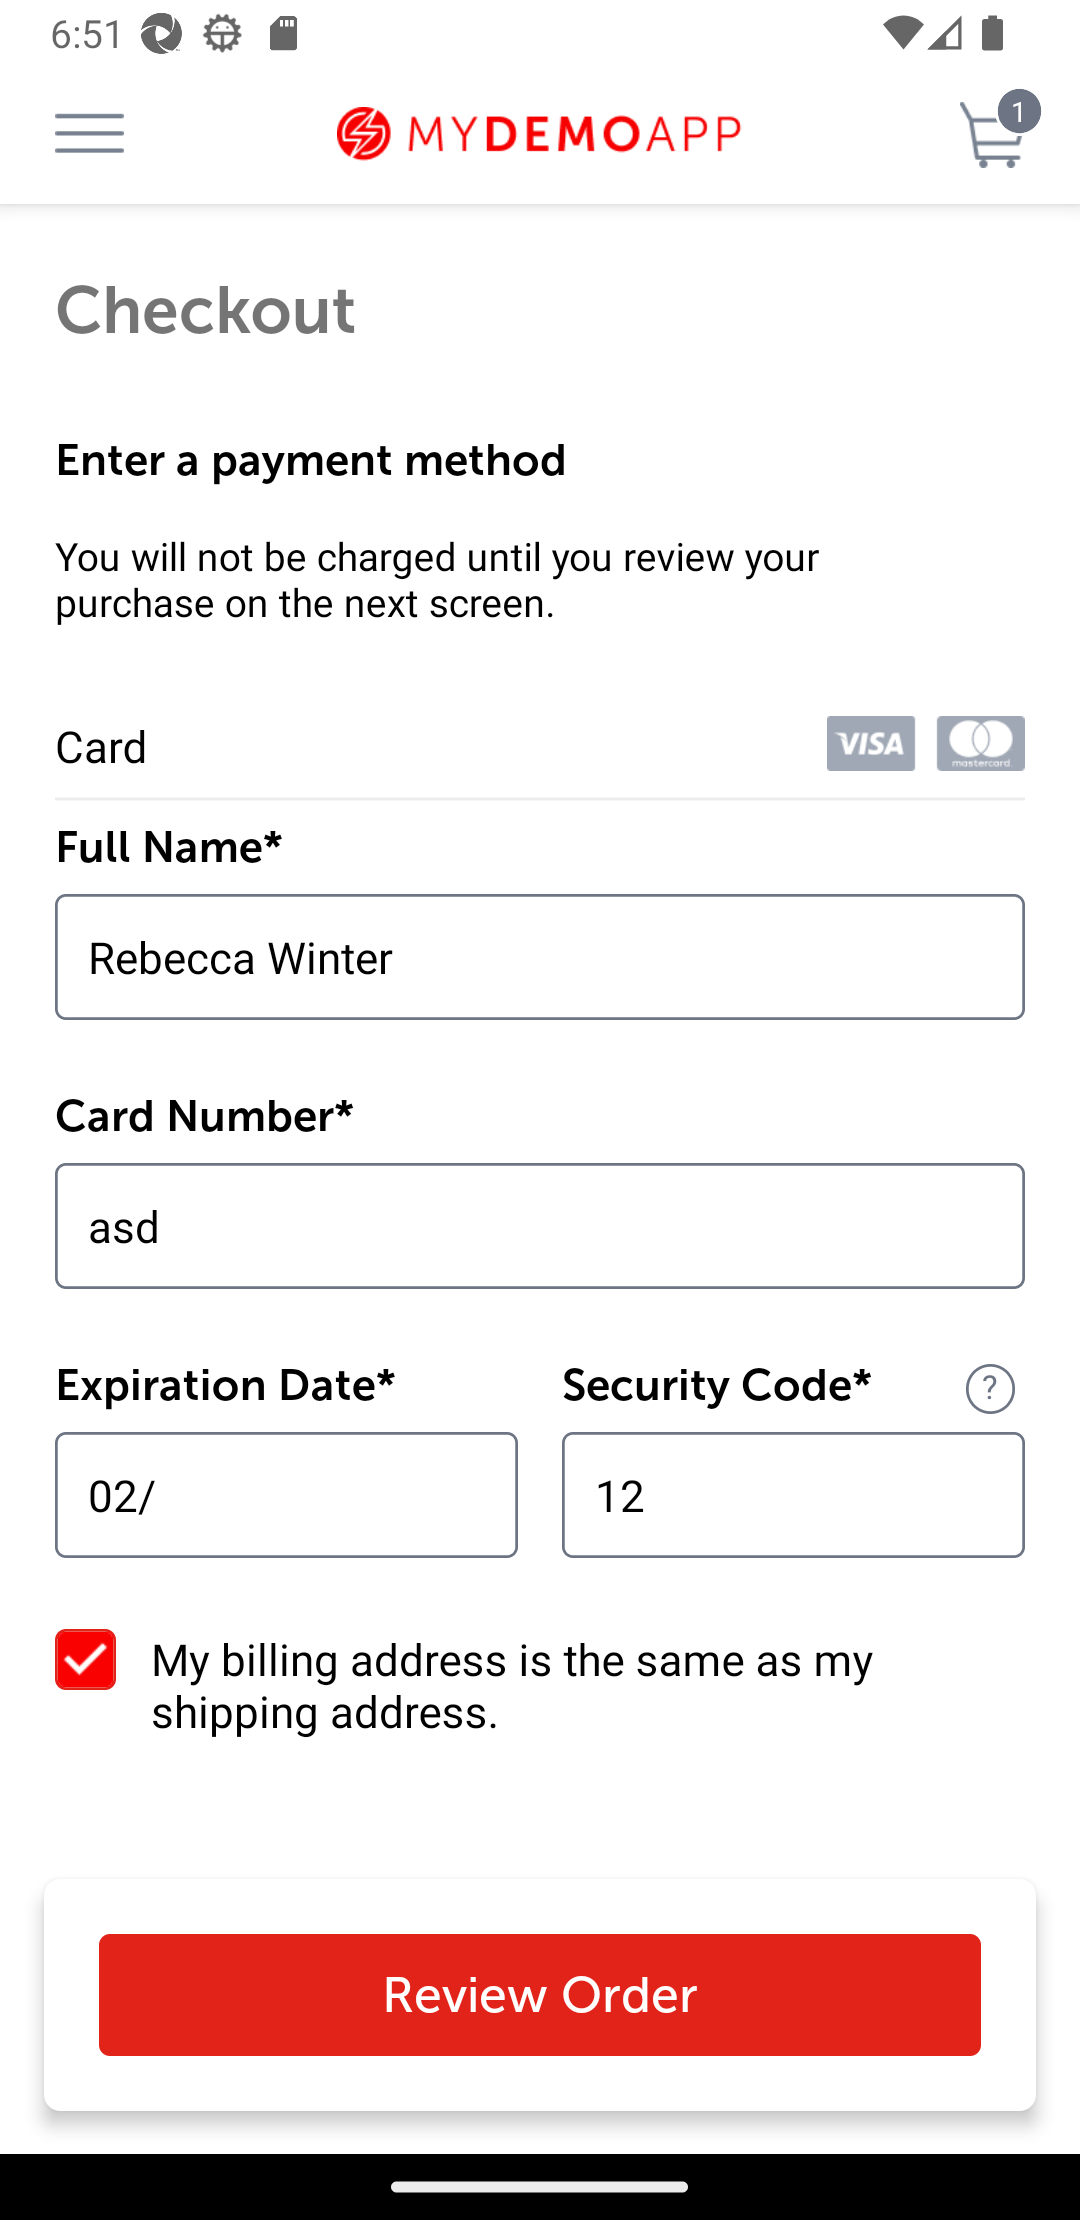 6:51
1
MYDEMOAPP
Checkout
Enter a payment method
You will not be charged until you review your
purchase on the next screen.
Card
VISA
mastercard
Full Name*
Rebecca Winter
Card Number*
asd
Expiration Date*
Security Code*
?
02/
12
My billing address is the same as my
shipping address.
Review Order